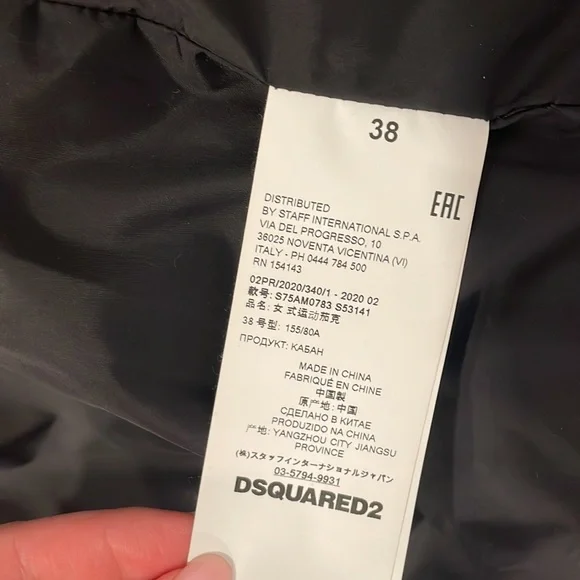 38
EAC
DISTRIBUTED
BY STAFF INTERNATIONAL S.P.A.
VIA DEL PROGRESSO, 10
36025 NOVENTA VICENTINA (VI)
ITALY - PH 0444 784 500
RN 154143
02PR/2020/340/1 - 2020 02
款号: S75AM0783 S53141
品名: 女式运动茄克
38 号型: 155/80A
ПРОДУКТ: КАБАН
MADE IN CHINA
FABRIQUÉ EN CHINE
中国製
原产地: 中国
СДЕЛАНО В КИТАЕ
PRODUZIDO NA CHINA
产地: YANGZHOU CITY JIANGSU
PROVINCE
(株)スタッフインターナショナルジャパン
03-5794-9931
DSQUARED2